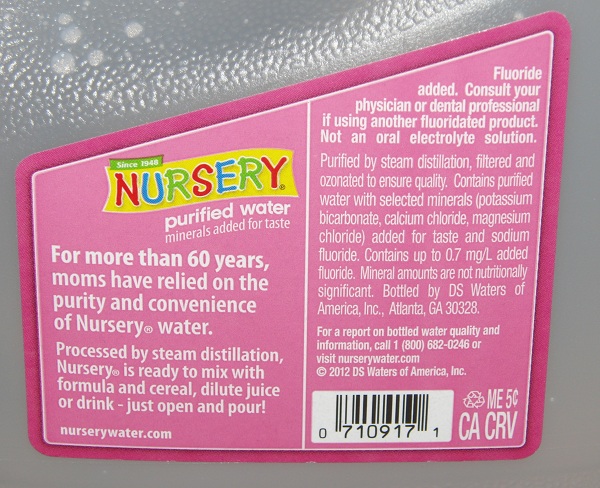 Since 1948
NURSERY®
purified water
minerals added for taste
For more than 60 years,
moms have relied on the
purity and convenience
of Nursery® water.
Processed by steam distillation,
Nursery® is ready to mix with
formula and cereal, dilute juice
or drink - just open and pour!
nurserywater.com
Fluoride
added. Consult your
physician or dental professional
if using another fluoridated product.
Not an oral electrolyte solution.
Purified by steam distillation, filtered and
ozonated to ensure quality. Contains purified
water with selected minerals (potassium
bicarbonate, calcium chloride, magnesium
chloride) added for taste and sodium
fluoride. Contains up to 0.7 mg/L added
fluoride. Mineral amounts are not nutritionally
significant. Bottled by DS Waters of
America, Inc., Atlanta, GA 30328.
For a report on bottled water quality and
information, call 1 (800) 682-0246 or
visit nurserywater.com
© 2012 DS Waters of America, Inc.
0 710917 1
ME 5¢
CA CRV